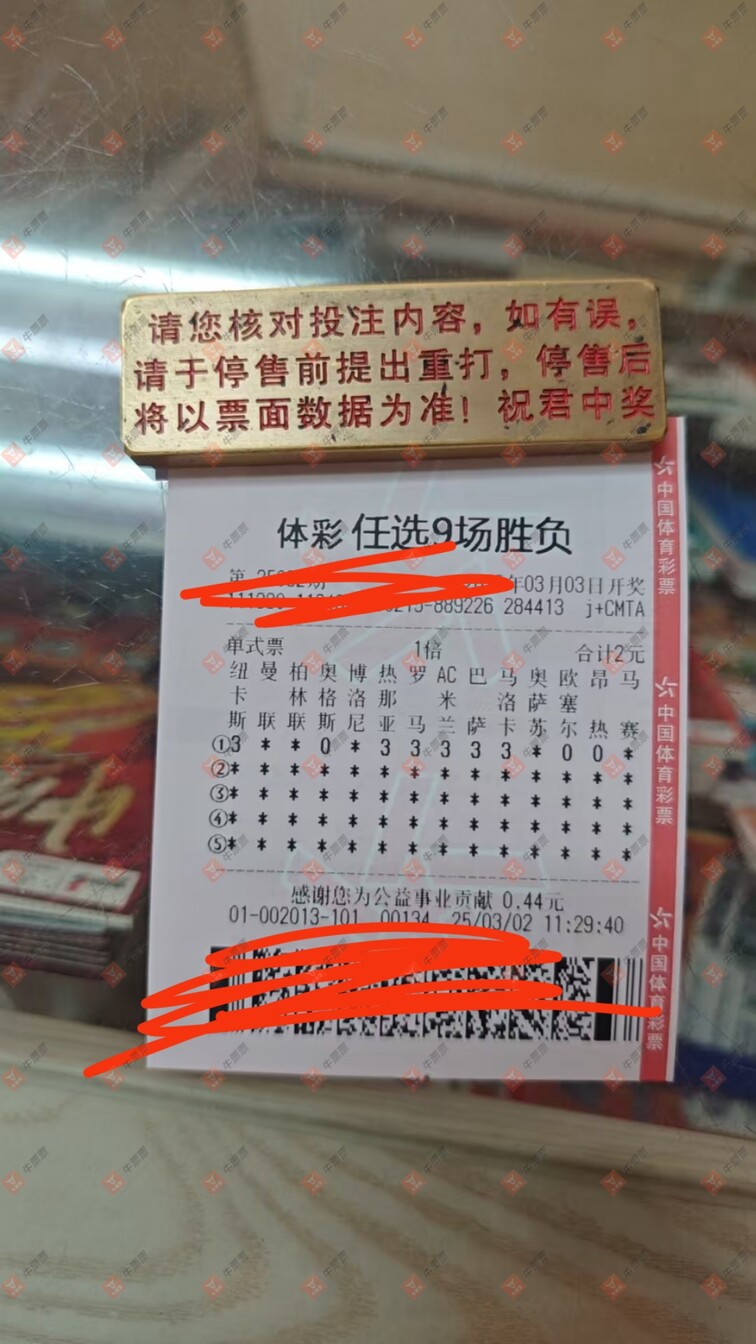 请您核对投注内容，如有误，
请于停售前提出重打，停售后
将以票面数据为准！祝君中奖
体彩 任选9场胜负
第 年03月03日开奖
-889226 284413 j+CMTA
单式票 1倍 合计2元
纽 曼 柏 奥 博 热 罗 AC 巴 马 奥 欧 昂 马
卡 林 格 洛 那 米 洛 萨 塞
斯 联 联 斯 尼 亚 马 兰 萨 卡 苏 尔 热 赛
①3 * * 0 * 3 3 3 3 3 * 0 0 *
②* * * * * * * * * * * * * *
③* * * * * * * * * * * * * *
④* * * * * * * * * * * * * *
⑤* * * * * * * * * * * * * *
感谢您为公益事业贡献 0.44元
01-002013-101 00134 25/03/02 11:29:40
中国体育彩票
中国体育彩票
中国体育彩票
牛票票